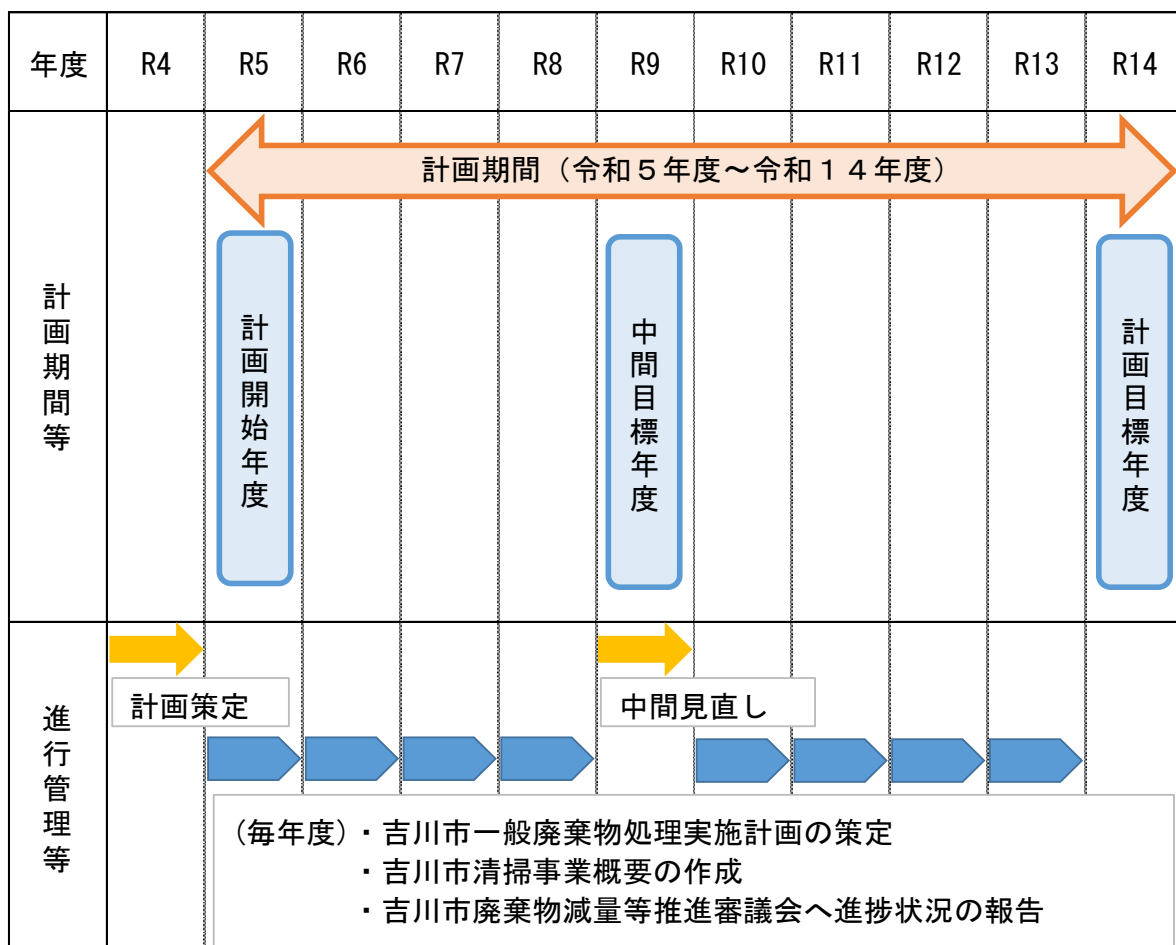 年度 R4 R5 R6 R7 R8 R9 R10 R11 R12 R13 R14
計画期間等
計画期間（令和５年度～令和１４年度）
計画開始年度
中間目標年度
計画目標年度
進行管理等
計画策定
中間見直し
（毎年度）・吉川市一般廃棄物処理実施計画の策定
・吉川市清掃事業概要の作成
・吉川市廃棄物減量等推進審議会へ進捗状況の報告